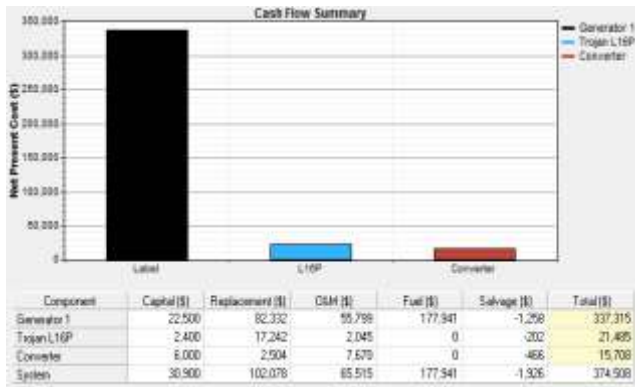 Cash Flow Summary
350,000
300,000
250,000
200,000
150,000
100,000
50,000
0
Net Present Cost ($)
Generator 1
Trojan L16P
Converter
Label
L16P
Converter
Component Capital ($) Replacement ($) O&M ($) Fuel ($) Salvage ($) Total ($)
Generator 1 22,500 82,332 55,799 177,941 -1,258 337,315
Trojan L16P 2,400 17,242 2,045 0 -202 21,485
Converter 6,000 2,904 7,670 0 -466 15,708
System 30,900 102,078 65,515 177,941 -1,926 374,508